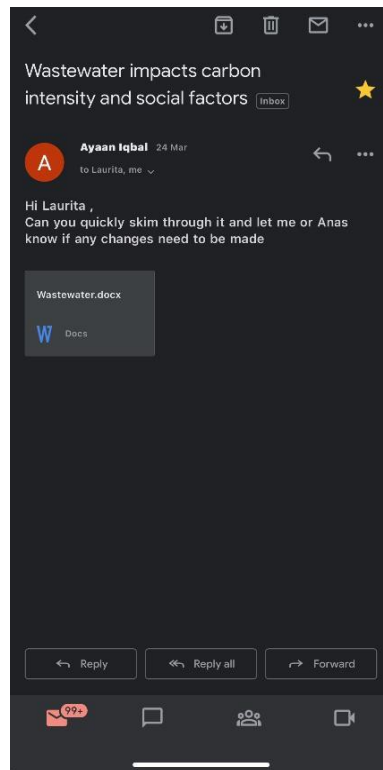 Wastewater impacts carbon
intensity and social factors Inbox
Ayaan Iqbal 24 Mar
to Laurita, me
A
Hi Laurita ,
Can you quickly skim through it and let me or Anas
know if any changes need to be made
Wastewater.docx
W Docs
Reply Reply all Forward
99+